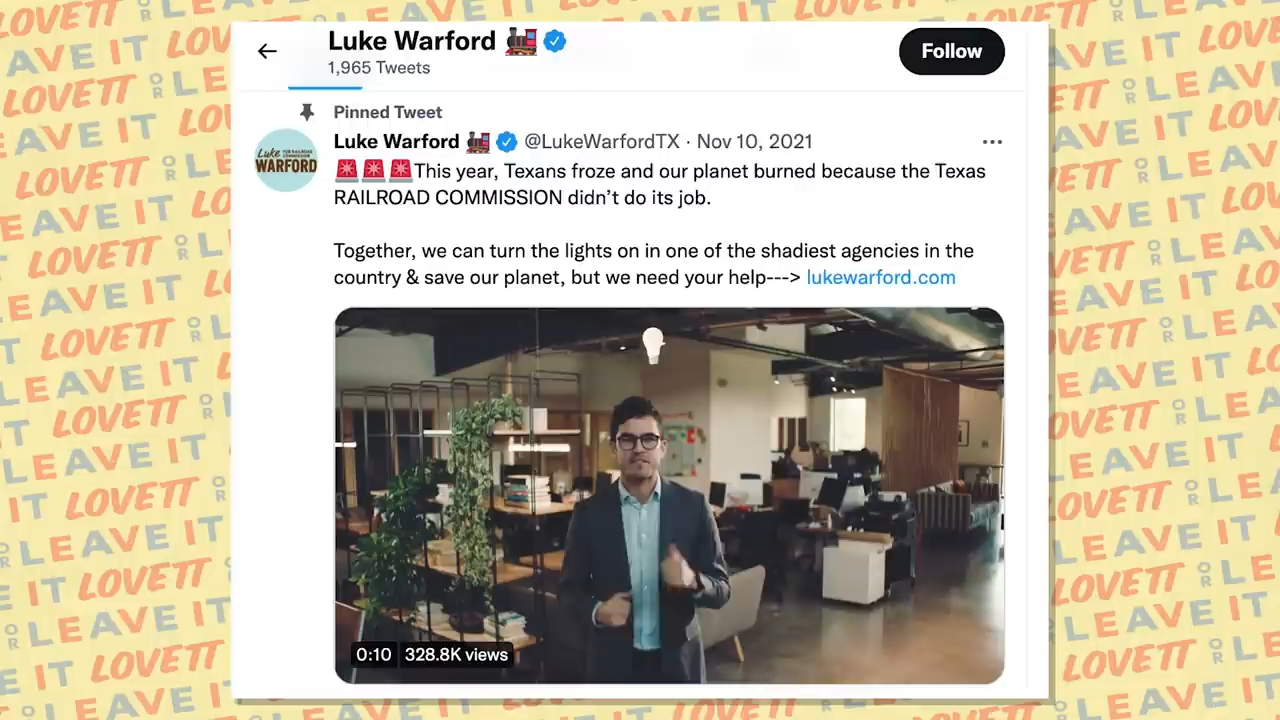 Luke Warford
1,965 Tweets
Follow
Pinned Tweet
Luke Warford @LukeWarfordTX · Nov 10, 2021
Luke FOR RAILROAD COMMISSION
WARFORD
This year, Texans froze and our planet burned because the Texas
RAILROAD COMMISSION didn’t do its job.
Together, we can turn the lights on in one of the shadiest agencies in the
country & save our planet, but we need your help---> lukewarford.com
0:10 328.8K views
LOVETT OR LEAVE IT